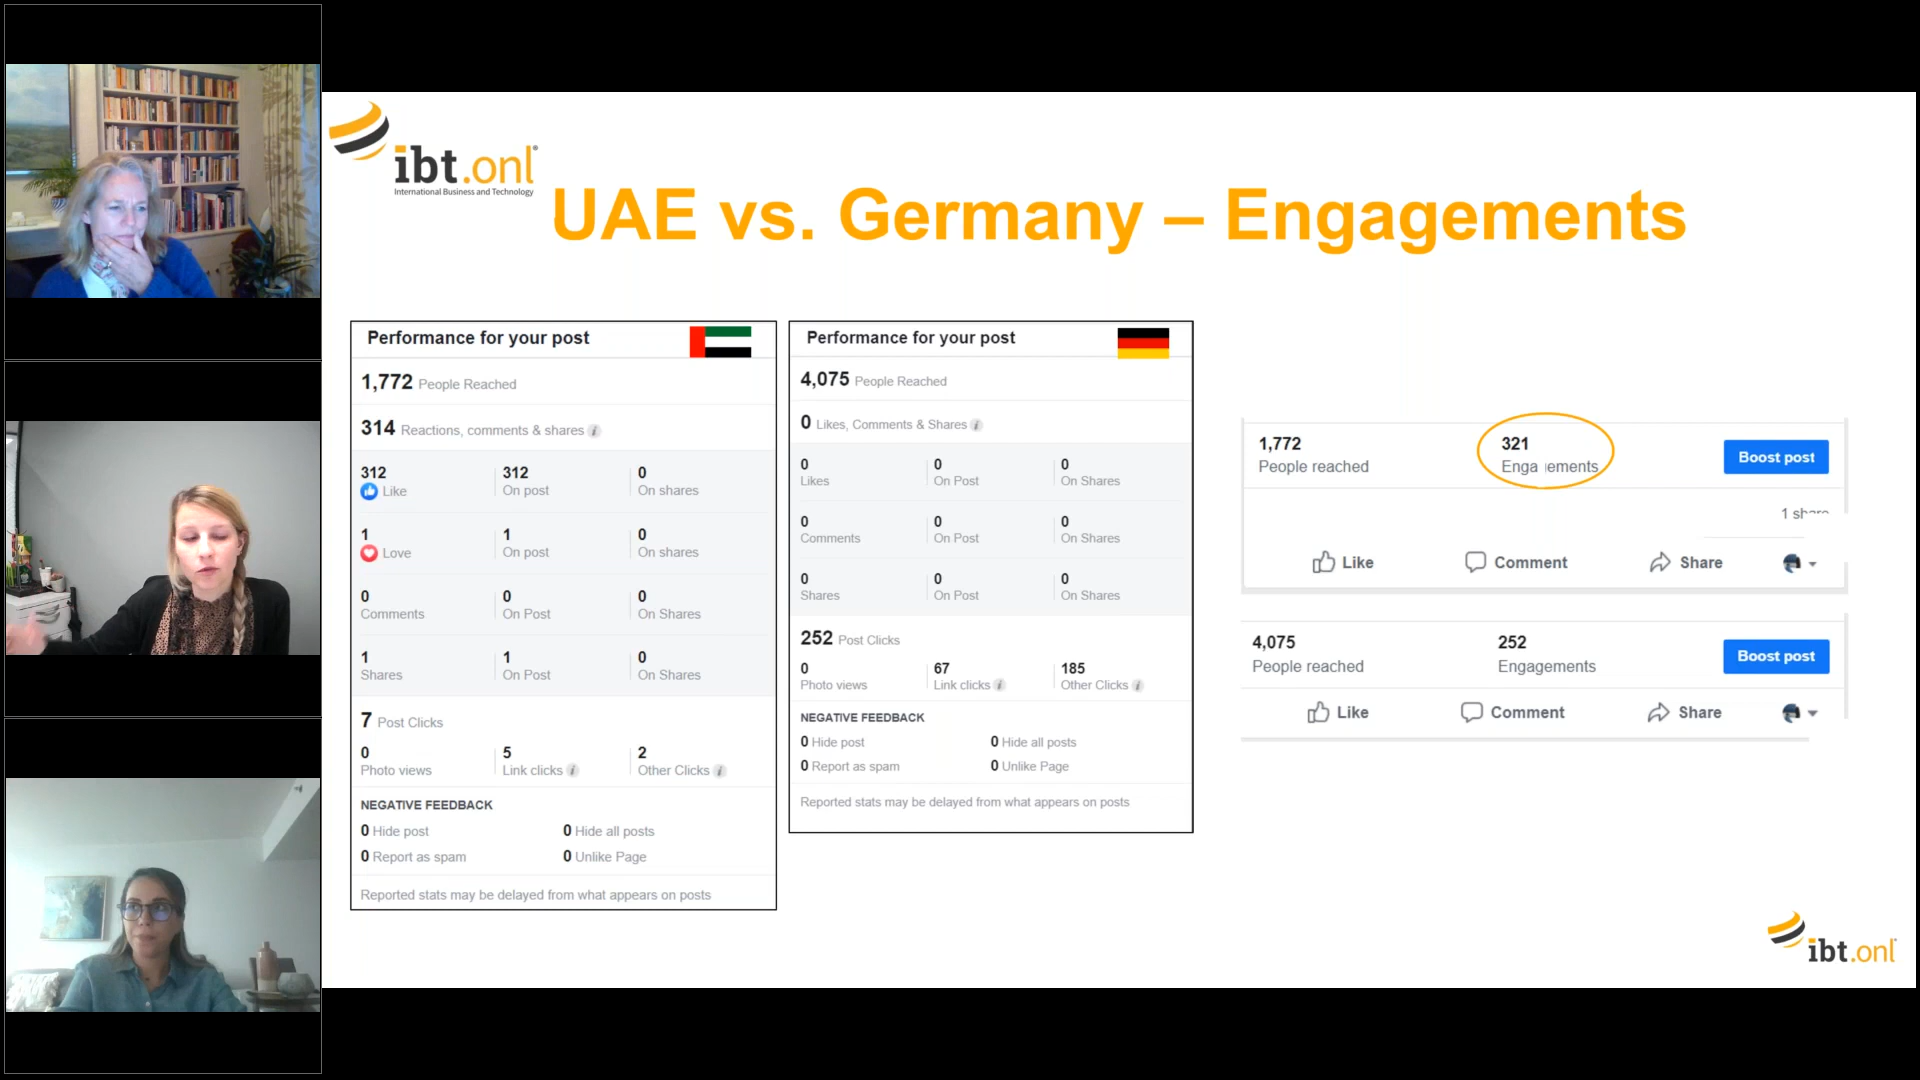 ibt.onl®
International Business and Technology
UAE vs. Germany – Engagements
Performance for your post
1,772 People Reached
314 Reactions, comments & shares i
312 312 0
Like On post On shares
1 1 0
Love On post On shares
0 0 0
Comments On Post On Shares
1 1 0
Shares On Post On Shares
7 Post Clicks
0 5 2
Photo views Link clicks i Other Clicks i
NEGATIVE FEEDBACK
0 Hide post 0 Hide all posts
0 Report as spam 0 Unlike Page
Reported stats may be delayed from what appears on posts
Performance for your post
4,075 People Reached
0 Likes, Comments & Shares i
0 0 0
Likes On Post On Shares
0 0 0
Comments On Post On Shares
0 0 0
Shares On Post On Shares
252 Post Clicks
0 67 185
Photo views Link clicks i Other Clicks i
NEGATIVE FEEDBACK
0 Hide post 0 Hide all posts
0 Report as spam 0 Unlike Page
Reported stats may be delayed from what appears on posts
1,772 321 Boost post
People reached Engagements
1 share
Like Comment Share
4,075 252 Boost post
People reached Engagements
Like Comment Share
ibt.onl